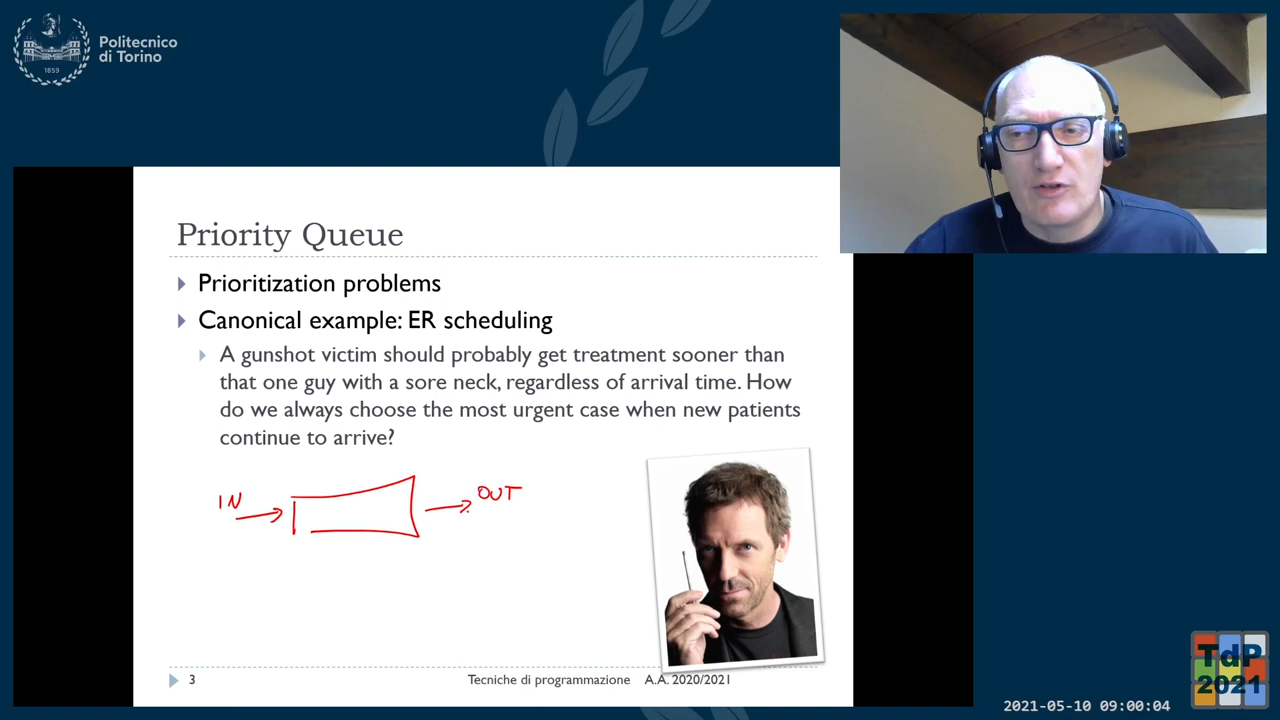 Politecnico
di Torino
1859
Priority Queue
Prioritization problems
Canonical example: ER scheduling
A gunshot victim should probably get treatment sooner than
that one guy with a sore neck, regardless of arrival time. How
do we always choose the most urgent case when new patients
continue to arrive?
IN
OUT
3
Tecniche di programmazione A.A. 2020/2021
TdP
2021
2021-05-10 09:00:04